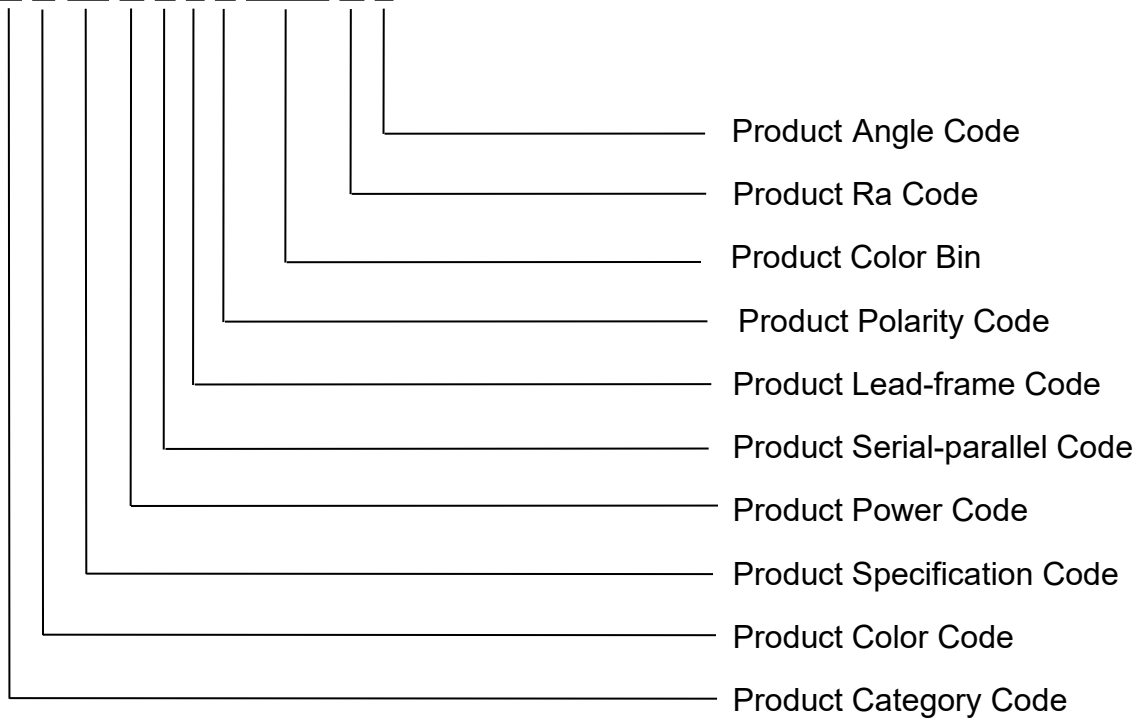 Product Angle Code
Product Ra Code
Product Color Bin
Product Polarity Code
Product Lead-frame Code
Product Serial-parallel Code
Product Power Code
Product Specification Code
Product Color Code
Product Category Code